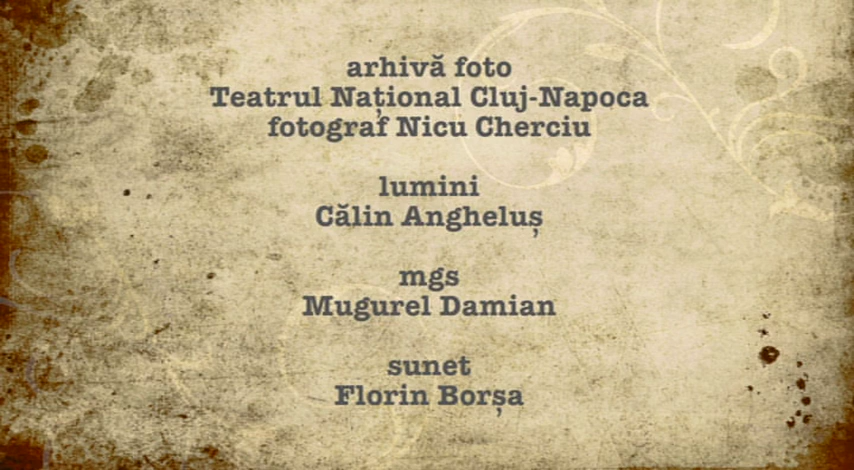 arhivă foto
Teatrul Național Cluj-Napoca
fotograf Nicu Cherciu
lumini
Călin Angheluș
mgs
Mugurel Damian
sunet
Florin Borșa